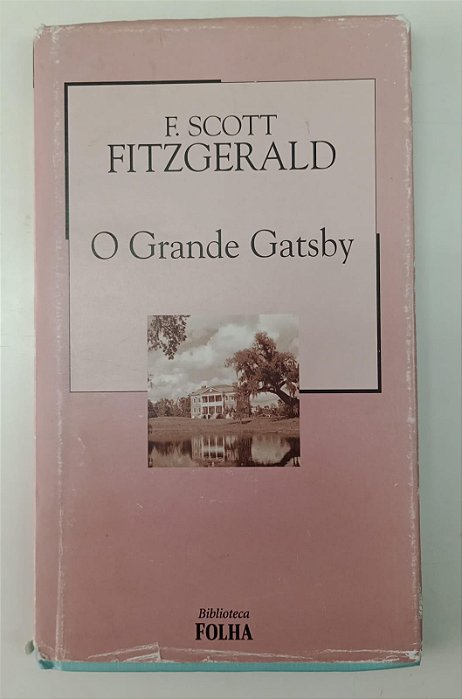 F. SCOTT
FITZGERALD
O Grande Gatsby
Biblioteca
FOLHA